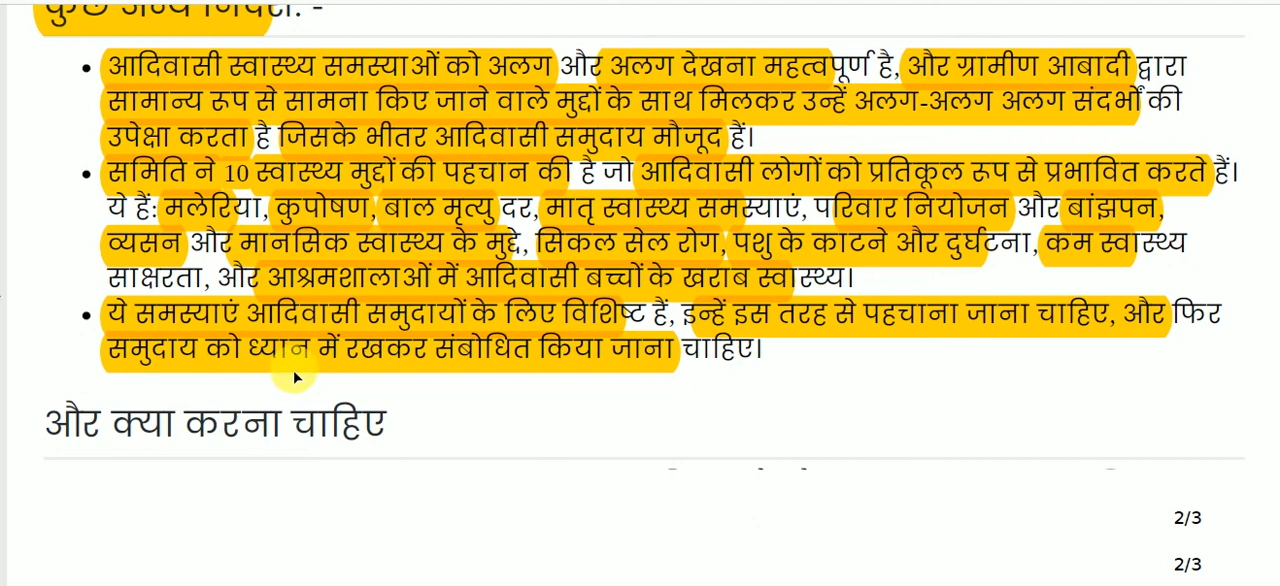 कुछ अन्य
• आदिवासी स्वास्थ्य समस्याओं को अलग और अलग देखना महत्वपूर्ण है, और ग्रामीण आबादी द्वारा
सामान्य रूप से सामना किए जाने वाले मुद्दों के साथ मिलकर उन्हें अलग-अलग अलग संदर्भों की
उपेक्षा करता है जिसके भीतर आदिवासी समुदाय मौजूद हैं।
• समिति ने 10 स्वास्थ्य मुद्दों की पहचान की है जो आदिवासी लोगों को प्रतिकूल रूप से प्रभावित करते हैं।
ये हैं: मलेरिया, कुपोषण, बाल मृत्यु दर, मातृ स्वास्थ्य समस्याएं, परिवार नियोजन और बांझपन,
व्यसन और मानसिक स्वास्थ्य के मुद्दे, सिकल सेल रोग, पशु के काटने और दुर्घटना, कम स्वास्थ्य
साक्षरता, और आश्रमशालाओं में आदिवासी बच्चों के खराब स्वास्थ्य।
• ये समस्याएं आदिवासी समुदायों के लिए विशिष्ट हैं, इन्हें इस तरह से पहचाना जाना चाहिए, और फिर
समुदाय को ध्यान में रखकर संबोधित किया जाना चाहिए।
और क्या करना चाहिए
2/3
2/3